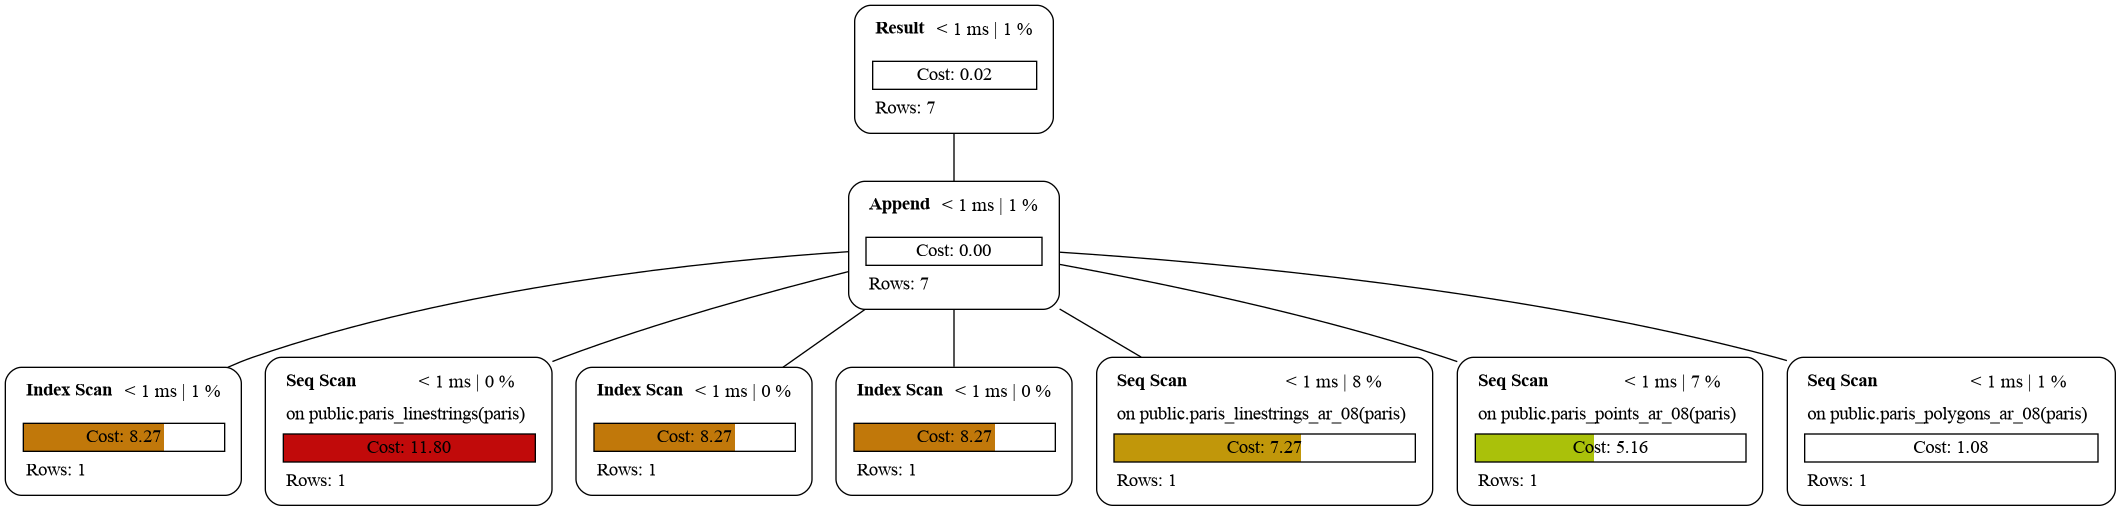 Result < 1 ms | 1 %
Cost: 0.02
Rows: 7
Append < 1 ms | 1 %
Cost: 0.00
Rows: 7
Index Scan < 1 ms | 1 %
Cost: 8.27
Rows: 1
Seq Scan < 1 ms | 0 %
on public.paris_linestrings(paris)
Cost: 11.80
Rows: 1
Index Scan < 1 ms | 0 %
Cost: 8.27
Rows: 1
Index Scan < 1 ms | 0 %
Cost: 8.27
Rows: 1
Seq Scan < 1 ms | 8 %
on public.paris_linestrings_ar_08(paris)
Cost: 7.27
Rows: 1
Seq Scan < 1 ms | 7 %
on public.paris_points_ar_08(paris)
Cost: 5.16
Rows: 1
Seq Scan < 1 ms | 1 %
on public.paris_polygons_ar_08(paris)
Cost: 1.08
Rows: 1